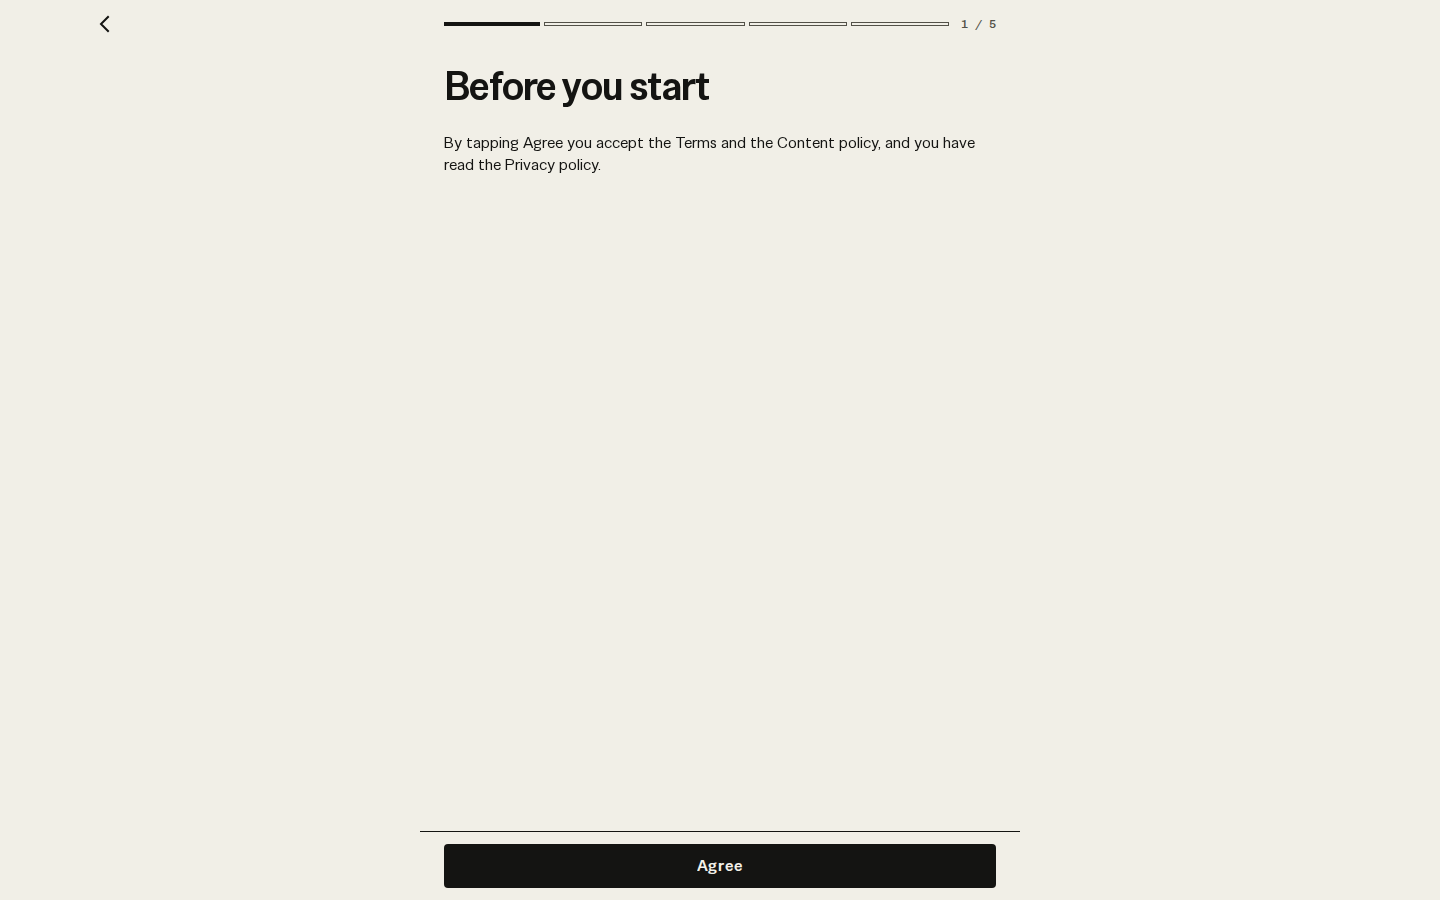 1 / 5
Before you start
By tapping Agree you accept the Terms and the Content policy, and you have
read the Privacy policy.
Agree